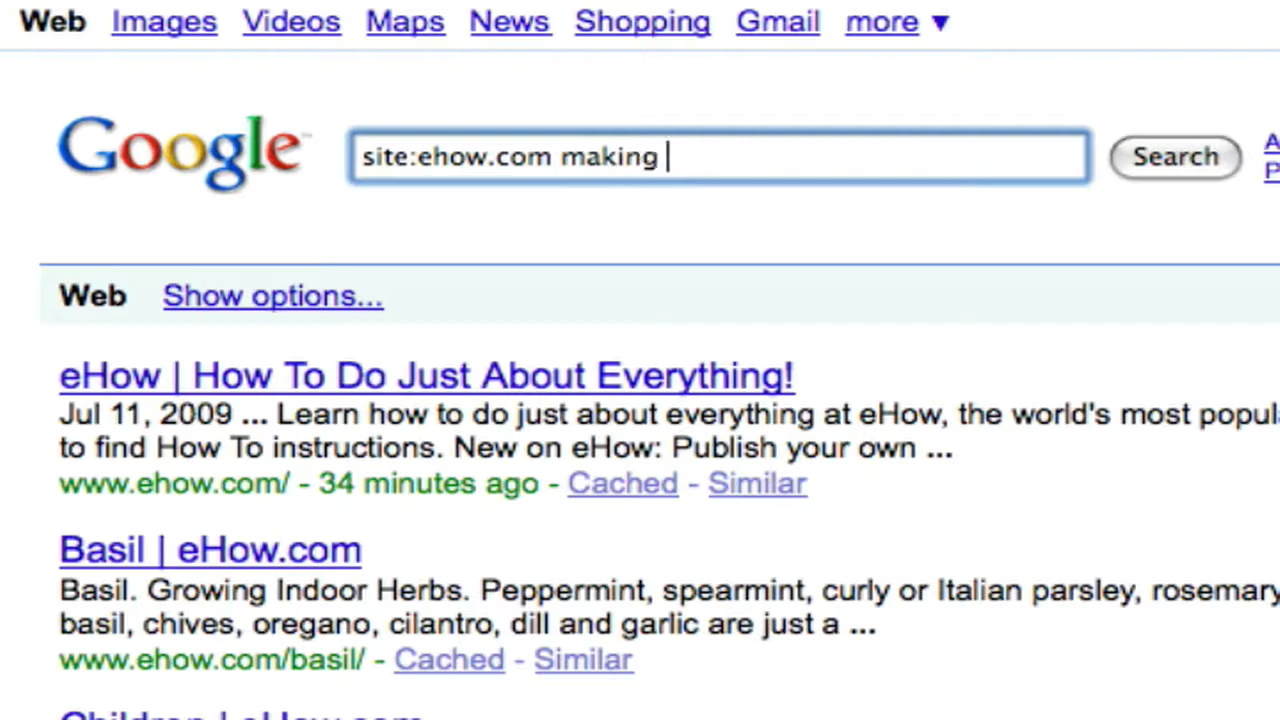 Web Images Videos Maps News Shopping Gmail more ▼
Google™
site:ehow.com making
Search
Web Show options...
eHow | How To Do Just About Everything!
Jul 11, 2009 ... Learn how to do just about everything at eHow, the world's most
to find How To instructions. New on eHow: Publish your own ...
www.ehow.com/ - 34 minutes ago - Cached - Similar
Basil | eHow.com
Basil. Growing Indoor Herbs. Peppermint, spearmint, curly or Italian parsley, rosemary
basil, chives, oregano, cilantro, dill and garlic are just a ...
www.ehow.com/basil/ - Cached - Similar
Children | eHow.com